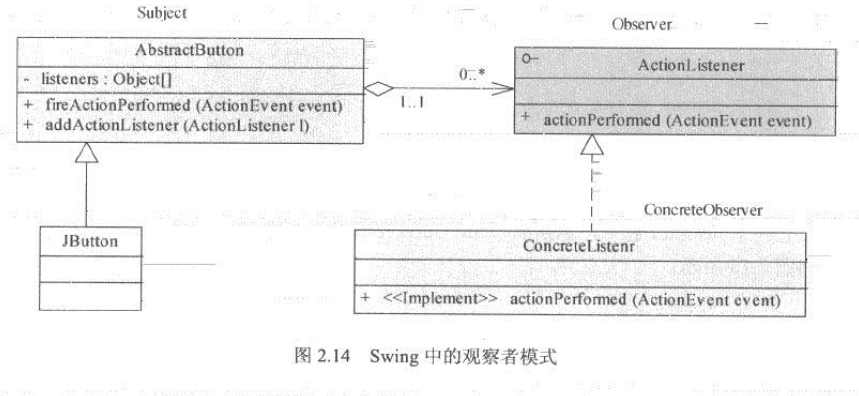 Subject
Observer
AbstractButton
- listeners : Object[]
+ fireActionPerformed (ActionEvent event)
+ addActionListener (ActionListener l)
0..*
1..1
ActionListener
+ actionPerformed (ActionEvent event)
ConcreteObserver
JButton
ConcreteListenr
+ <<Implement>> actionPerformed (ActionEvent event)
图 2.14 Swing 中的观察者模式